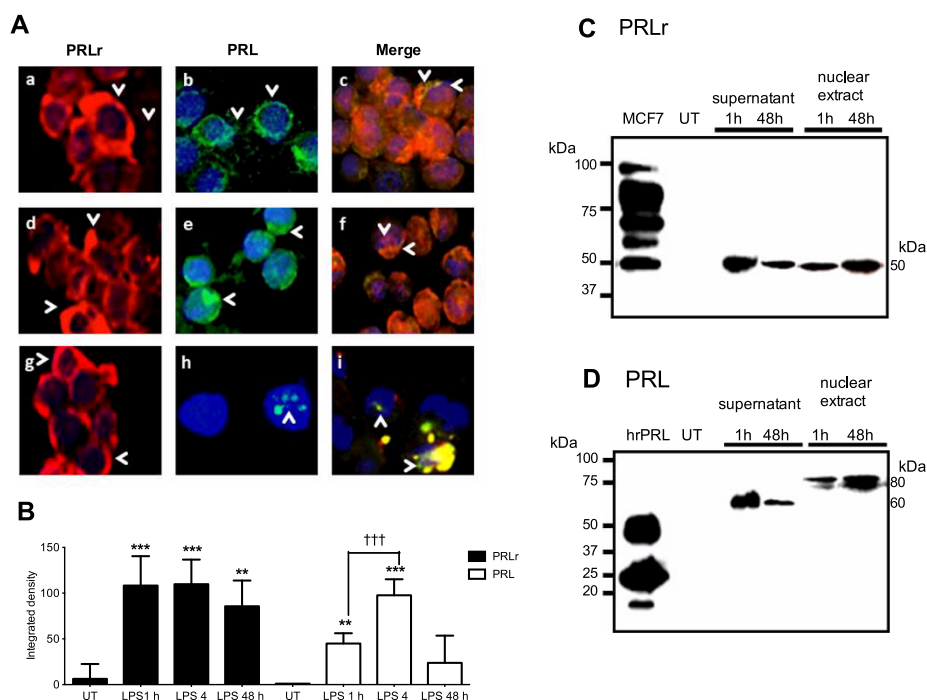 A
PRLr PRL Merge
a b c
d e f
g h i
B
150
100
50
0
Integrated density
*** *** ** ** ††† ***
PRLr
PRL
UT LPS1 h LPS 4 LPS 48 h UT LPS 1 h LPS 4 LPS 48 h
C PRLr
supernatant nuclear extract
MCF7 UT 1h 48h 1h 48h
kDa
100
75
50
37
kDa
50
D PRL
supernatant nuclear extract
hrPRL UT 1h 48h 1h 48h
kDa
100
75
50
37
25
20
kDa
80
60